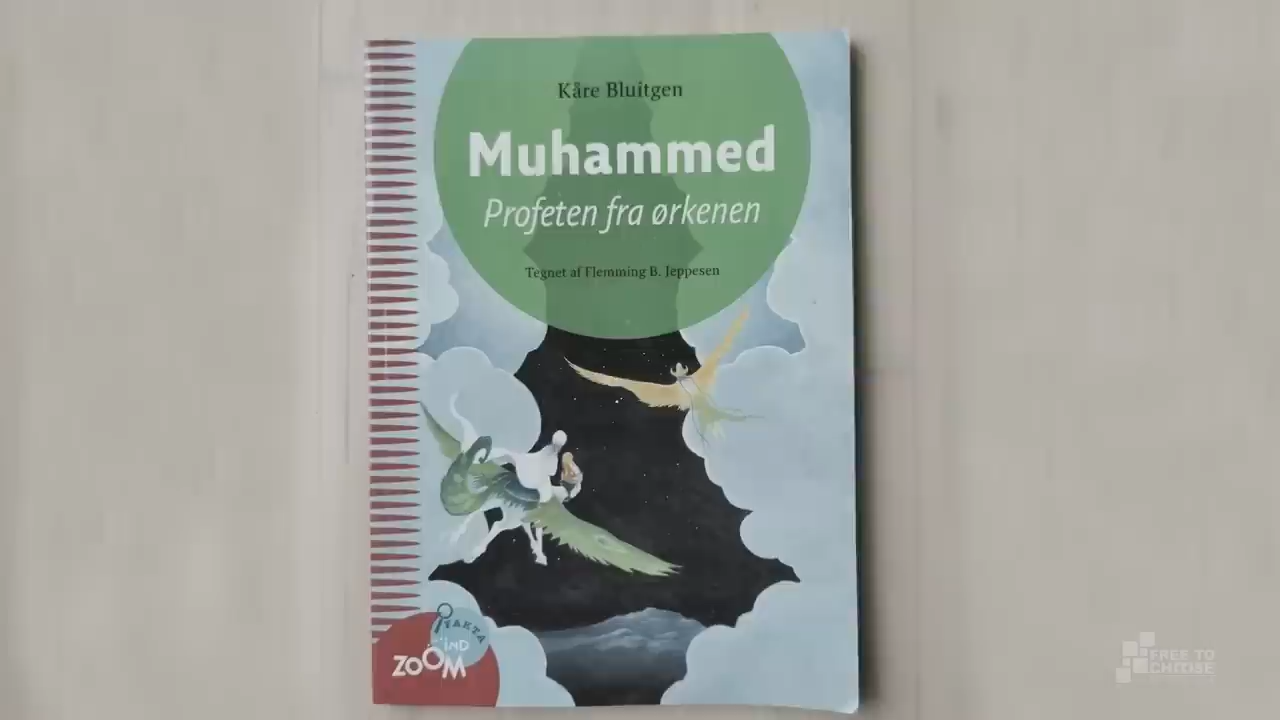 Kåre Bluitgen
Muhammed
Profeten fra ørkenen
Tegnet af Flemming B. Jeppesen
FAKTA
IND
ZOOM
FREE TO
CHOOSE